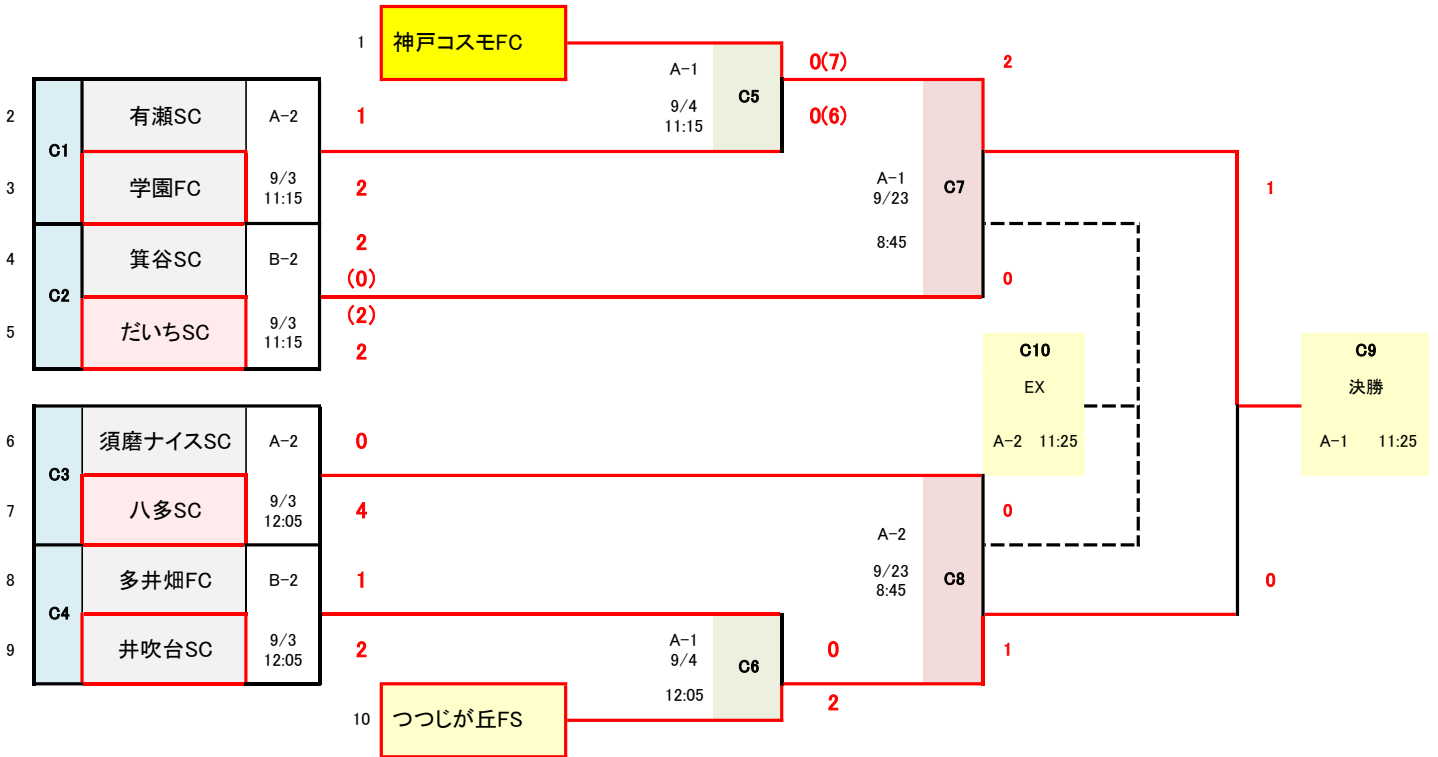 1
神戸コスモFC
A-1
9/4
11:15
C5
0(7)
0(6)
2
2
C1
有瀬SC
A-2
1
3
学園FC
9/3
11:15
2
A-1
9/23
8:45
C7
1
4
C2
箕谷SC
B-2
2
(0)
0
5
だいちSC
9/3
11:15
(2)
2
C10
EX
A-2 11:25
C9
決勝
A-1 11:25
6
C3
須磨ナイスSC
A-2
0
7
八多SC
9/3
12:05
4
0
A-2
9/23
8:45
C8
8
C4
多井畑FC
B-2
1
0
9
井吹台SC
9/3
12:05
2
A-1
9/4
12:05
C6
0
2
1
10
つつじが丘FS